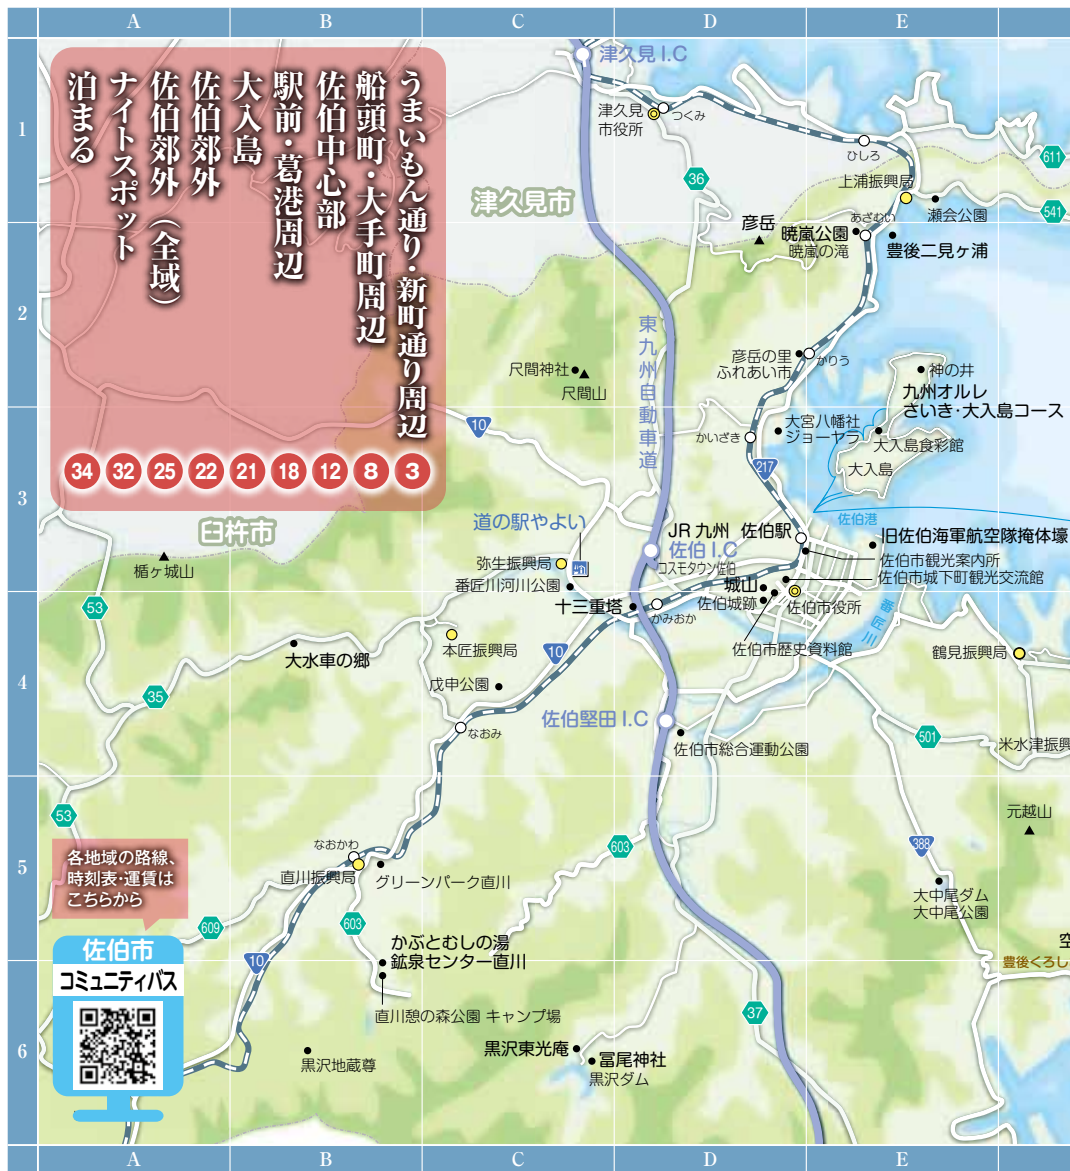 A B C D E
1
2
3
4
5
6
うまいもん通り・新町通り周辺 3
船頭町・大手町周辺 8
佐伯中心部 12
駅前・葛港周辺 18
大入島 21
佐伯郊外 22
佐伯郊外(全域) 25
ナイトスポット 32
泊まる 34
津久見I.C
津久見
市役所
つくみ
ひしろ
611
36
上浦振興局
541
津久見市
瀬会公園
あざむい
彦岳
暁嵐公園
暁嵐の滝
豊後二見ヶ浦
東九州自動車道
彦岳の里
ふれあい市
かりう
尺間神社
尺間山
神の井
九州オルレ
さいき・大入島コース
10
大宮八幡社
ジョーヤラ
かいざき
大入島食彩館
大入島
217
臼杵市
道の駅やよい
佐伯港
JR九州 佐伯駅
旧佐伯海軍航空隊掩体壕
佐伯I.C
コスモタウン佐伯
佐伯市観光案内所
楯ヶ城山
弥生振興局
番匠川河川公園
城山
佐伯城跡
佐伯市城下町観光交流館
佐伯市役所
53
十三重塔
かみおか
番匠川
佐伯市歴史資料館
本匠振興局
大水車の郷
10
鶴見振興局
35
戊申公園
佐伯堅田I.C
なおみ
佐伯市総合運動公園
501
米水津振興
53
元越山
603
388
各地域の路線、
時刻表・運賃は
こちらから
なおかわ
直川振興局
グリーンパーク直川
大中尾ダム
大中尾公園
609
603
佐伯市
コミュニティバス
10
かぶとむしの湯
鉱泉センター直川
空
豊後くろし
直川憩の森公園 キャンプ場
37
黒沢地蔵尊
黒沢東光庵
冨尾神社
黒沢ダム
A B C D E